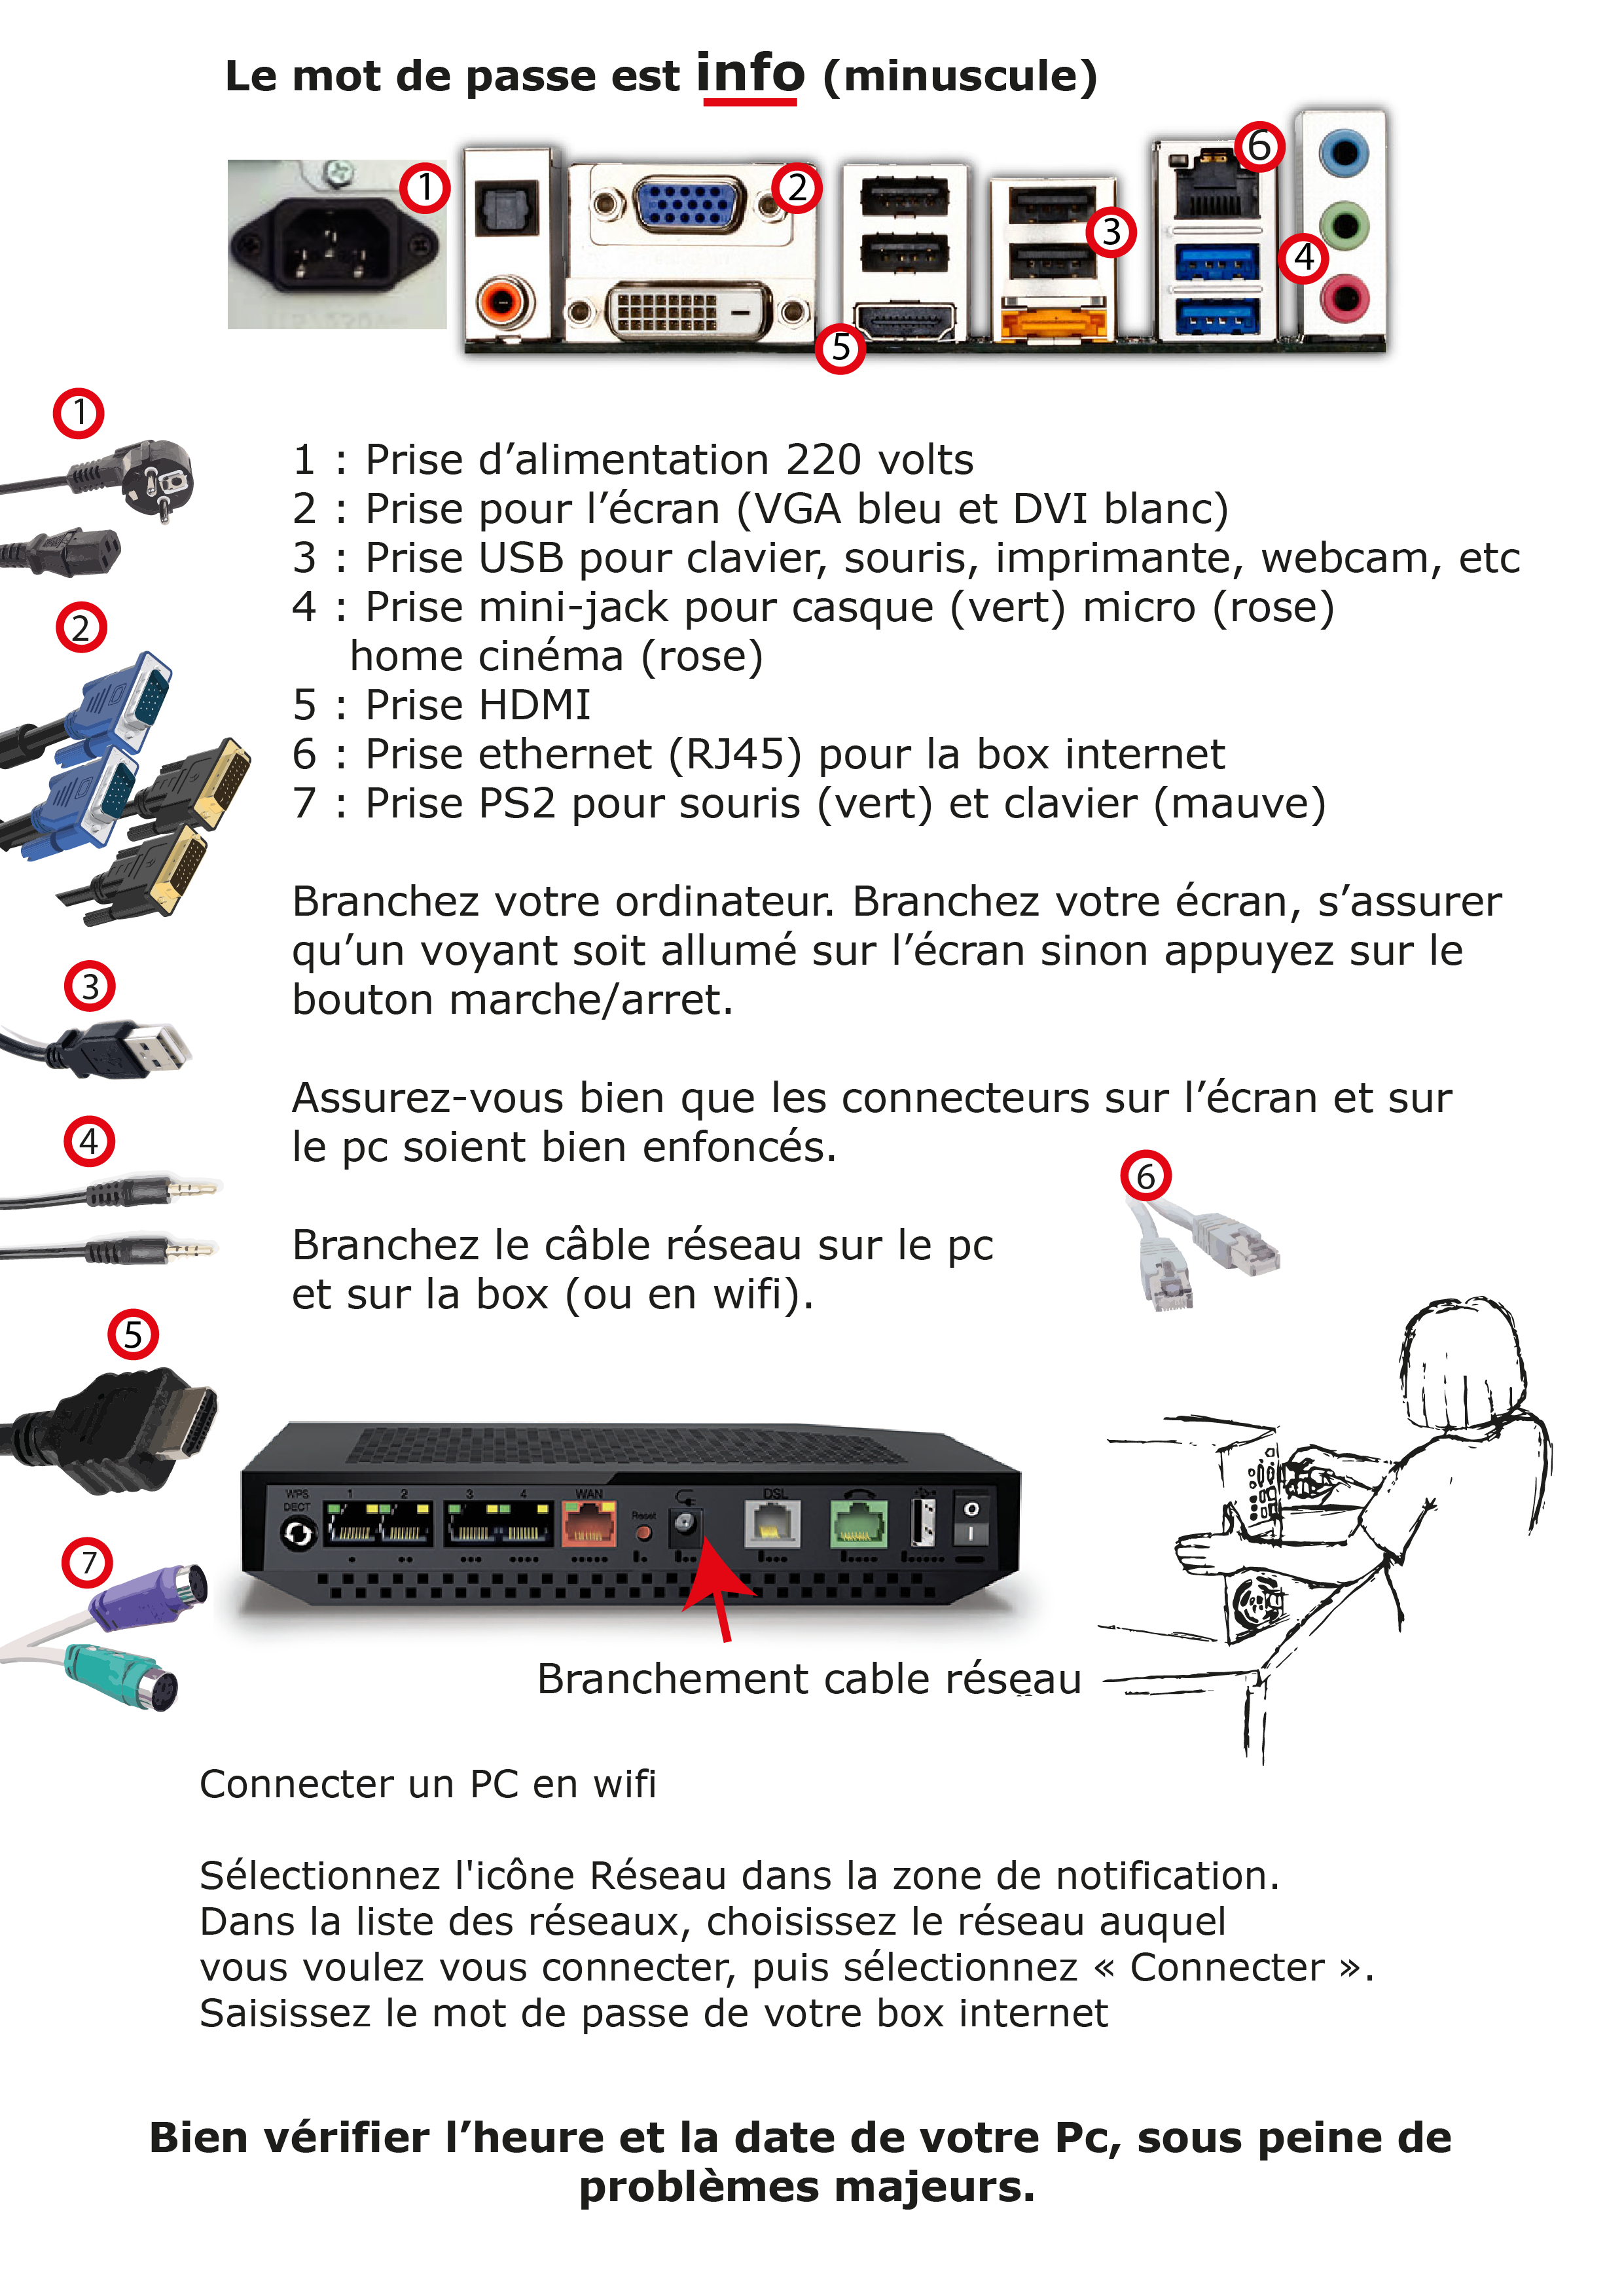 Le mot de passe est info (minuscule)
1
2
3
4
5
6
1
1 : Prise d’alimentation 220 volts
2 : Prise pour l’écran (VGA bleu et DVI blanc)
3 : Prise USB pour clavier, souris, imprimante, webcam, etc
4 : Prise mini-jack pour casque (vert) micro (rose)
home cinéma (rose)
5 : Prise HDMI
6 : Prise ethernet (RJ45) pour la box internet
7 : Prise PS2 pour souris (vert) et clavier (mauve)
2
Branchez votre ordinateur. Branchez votre écran, s’assurer
qu’un voyant soit allumé sur l’écran sinon appuyez sur le
bouton marche/arret.
3
Assurez-vous bien que les connecteurs sur l’écran et sur
le pc soient bien enfoncés.
4
6
Branchez le câble réseau sur le pc
et sur la box (ou en wifi).
5
WPS
DECT
1 2 3 4 WAN Reset DSL
7
Branchement cable réseau
Connecter un PC en wifi
Sélectionnez l'icône Réseau dans la zone de notification.
Dans la liste des réseaux, choisissez le réseau auquel
vous voulez vous connecter, puis sélectionnez « Connecter ».
Saisissez le mot de passe de votre box internet
Bien vérifier l’heure et la date de votre Pc, sous peine de
problèmes majeurs.